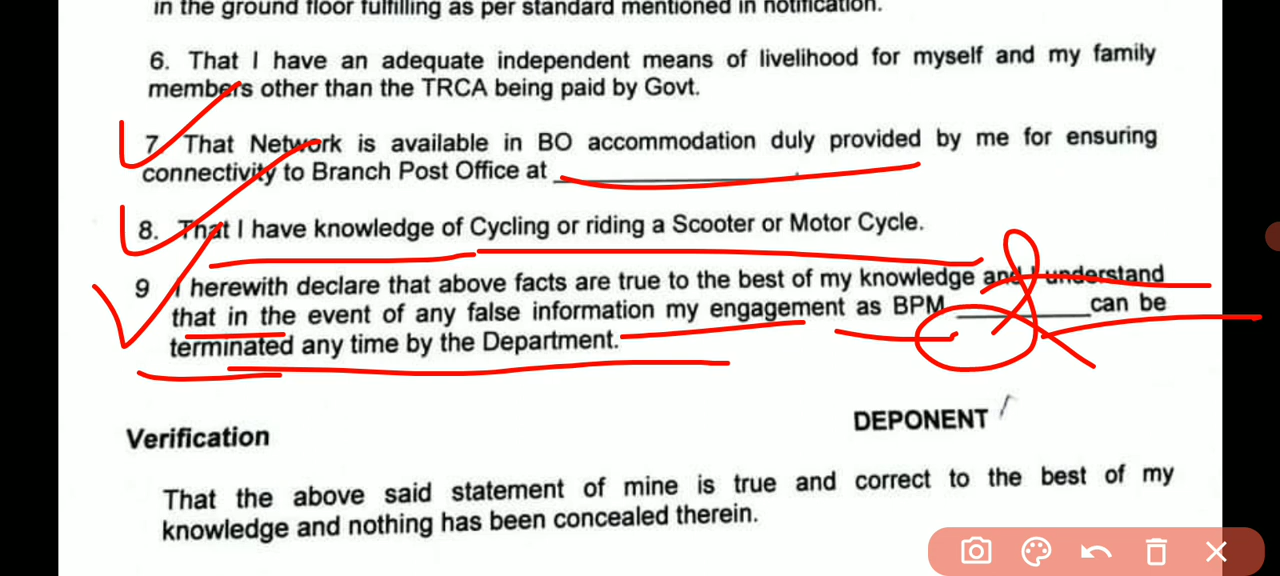 in the ground floor fulfilling as per standard mentioned in notification.
6. That I have an adequate independent means of livelihood for myself and my family
members other than the TRCA being paid by Govt.
7. That Network is available in BO accommodation duly provided by me for ensuring
connectivity to Branch Post Office at ____________.
8. That I have knowledge of Cycling or riding a Scooter or Motor Cycle.
9 I herewith declare that above facts are true to the best of my knowledge and I understand
that in the event of any false information my engagement as BPM __________can be
terminated any time by the Department.
DEPONENT
Verification
That the above said statement of mine is true and correct to the best of my
knowledge and nothing has been concealed therein.